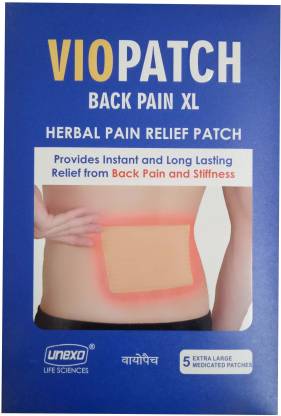 VIOPATCH
BACK PAIN XL
HERBAL PAIN RELIEF PATCH
Provides Instant and Long Lasting
Relief from Back Pain and Stiffness
unexo
LIFE SCIENCES
वायोपैच
5 EXTRA LARGE
MEDICATED PATCHES